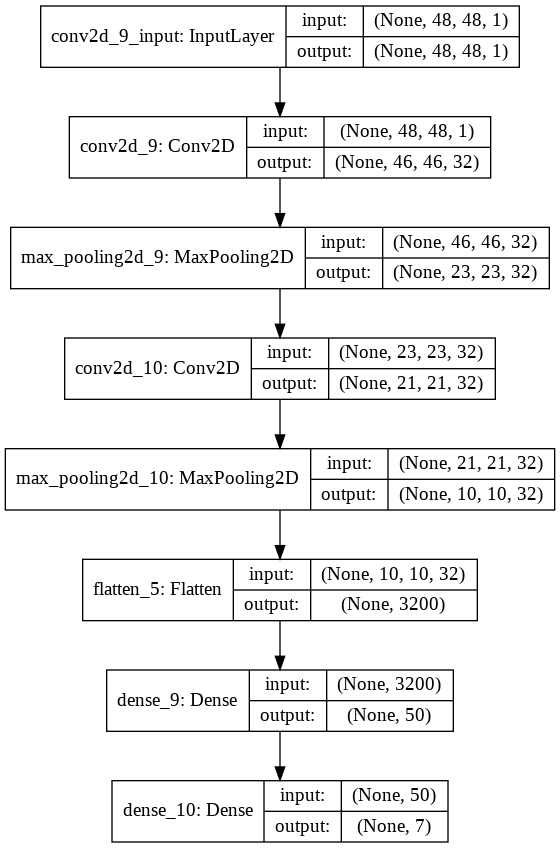 conv2d_9_input: InputLayer
input: (None, 48, 48, 1)
output: (None, 48, 48, 1)
conv2d_9: Conv2D
input: (None, 48, 48, 1)
output: (None, 46, 46, 32)
max_pooling2d_9: MaxPooling2D
input: (None, 46, 46, 32)
output: (None, 23, 23, 32)
conv2d_10: Conv2D
input: (None, 23, 23, 32)
output: (None, 21, 21, 32)
max_pooling2d_10: MaxPooling2D
input: (None, 21, 21, 32)
output: (None, 10, 10, 32)
flatten_5: Flatten
input: (None, 10, 10, 32)
output: (None, 3200)
dense_9: Dense
input: (None, 3200)
output: (None, 50)
dense_10: Dense
input: (None, 50)
output: (None, 7)